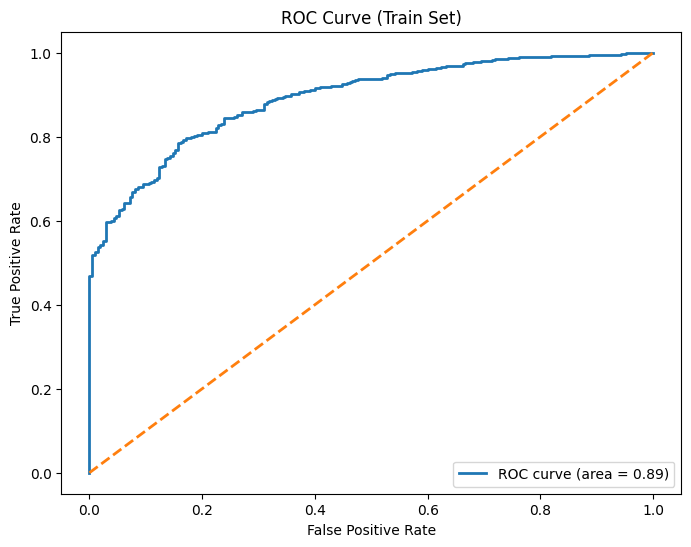 ROC Curve (Train Set)
1.0
0.8
0.6
0.4
0.2
0.0
True Positive Rate
ROC curve (area = 0.89)
0.0 0.2 0.4 0.6 0.8 1.0
False Positive Rate